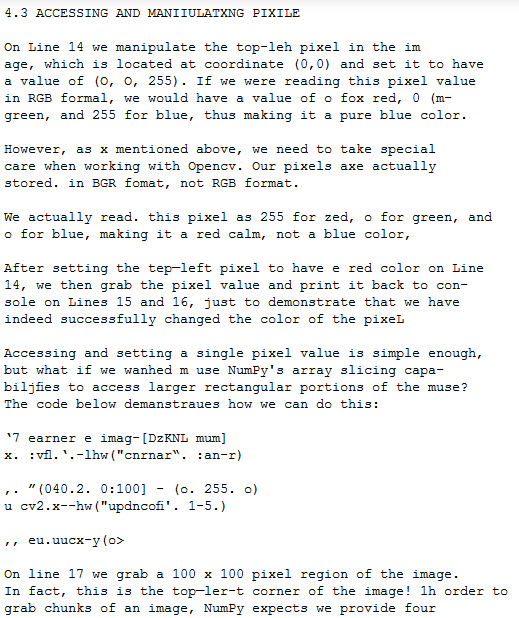 4.3 ACCESSING AND MANIIULATXNG PIXILE
On Line 14 we manipulate the top-leh pixel in the im
age, which is located at coordinate (0,0) and set it to have
a value of (O, O, 255). If we were reading this pixel value
in RGB formal, we would have a value of o fox red, 0 (m-
green, and 255 for blue, thus making it a pure blue color.
However, as x mentioned above, we need to take special
care when working with Opencv. Our pixels axe actually
stored. in BGR fomat, not RGB format.
We actually read. this pixel as 255 for zed, o for green, and
o for blue, making it a red calm, not a blue color,
After setting the tep—left pixel to have e red color on Line
14, we then grab the pixel value and print it back to con-
sole on Lines 15 and 16, just to demonstrate that we have
indeed successfully changed the color of the pixeL
Accessing and setting a single pixel value is simple enough,
but what if we wanhed m use NumPy's array slicing capa-
biljfies to access larger rectangular portions of the muse?
The code below demanstraues how we can do this:
‘7 earner e imag-[DzKNL mum]
x. :vfl.‘.-lhw("cnrnar“. :an-r)
,. ”(040.2. 0:100] - (o. 255. o)
u cv2.x--hw("updncofi'. 1-5.)
,, eu.uucx-y(o>
On line 17 we grab a 100 x 100 pixel region of the image.
In fact, this is the top—ler-t corner of the image! 1h order to
grab chunks of an image, NumPy expects we provide four